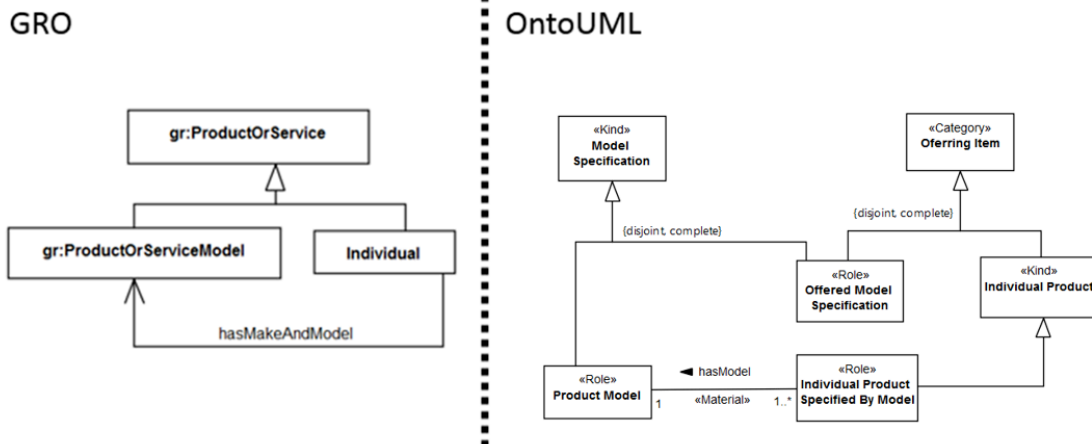 GRO
gr:ProductOrService
gr:ProductOrServiceModel
Individual
hasMakeAndModel
OntoUML
«Kind»
Model
Specification
«Category»
Oferring Item
{disjoint, complete}
{disjoint, complete}
«Role»
Offered Model
Specification
«Kind»
Individual Product
«Role»
Product Model
hasModel
1
«Material»
1..*
«Role»
Individual Product
Specified By Model